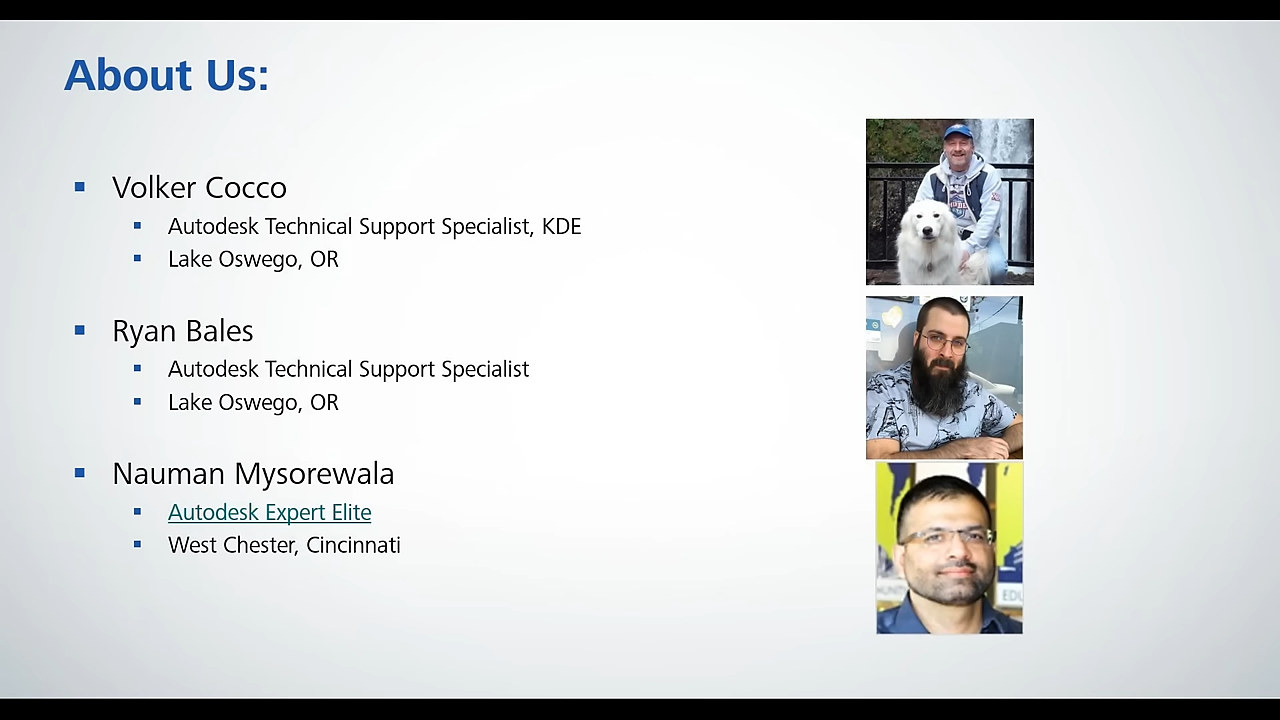 About Us:
Volker Cocco
Autodesk Technical Support Specialist, KDE
Lake Oswego, OR
Ryan Bales
Autodesk Technical Support Specialist
Lake Oswego, OR
Nauman Mysorewala
Autodesk Expert Elite
West Chester, Cincinnati
EDU